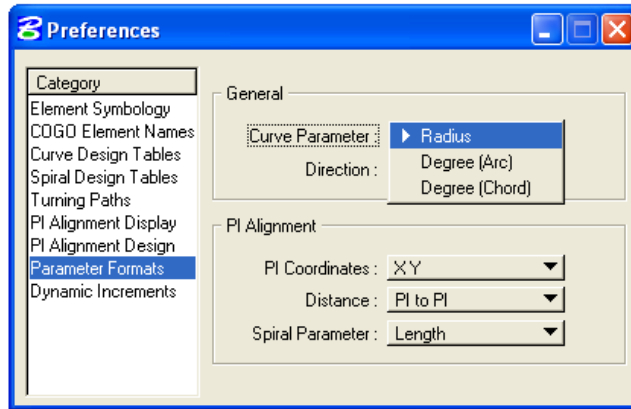 Preferences
Category
Element Symbology
COGO Element Names
Curve Design Tables
Spiral Design Tables
Turning Paths
PI Alignment Display
PI Alignment Design
Parameter Formats
Dynamic Increments
General
Curve Parameter :
Radius
Degree (Arc)
Degree (Chord)
Direction :
PI Alignment
PI Coordinates : X Y
Distance : PI to PI
Spiral Parameter : Length